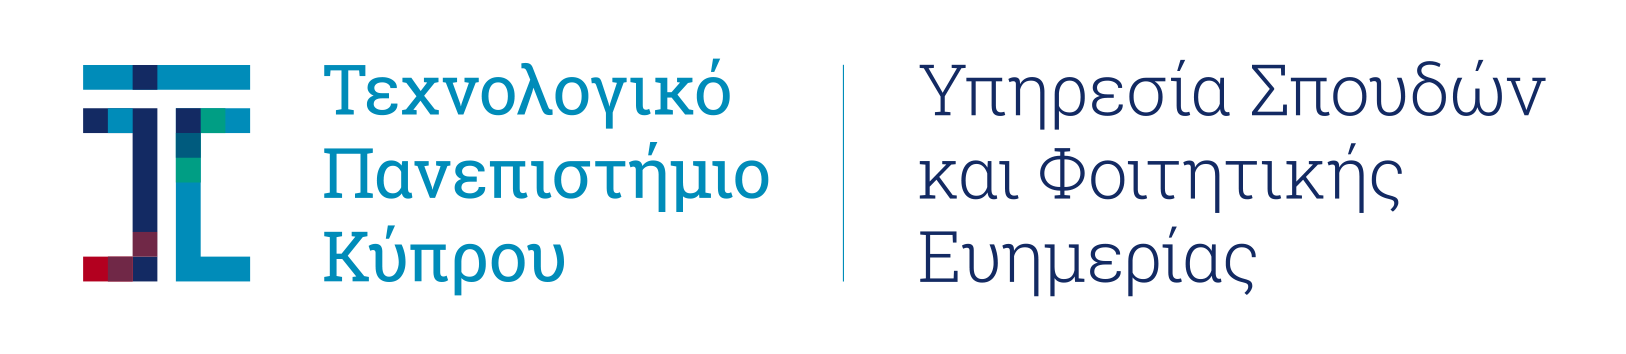 Τεχνολογικό
Πανεπιστήμιο
Κύπρου
Υπηρεσία Σπουδών
και Φοιτητικής
Ευημερίας